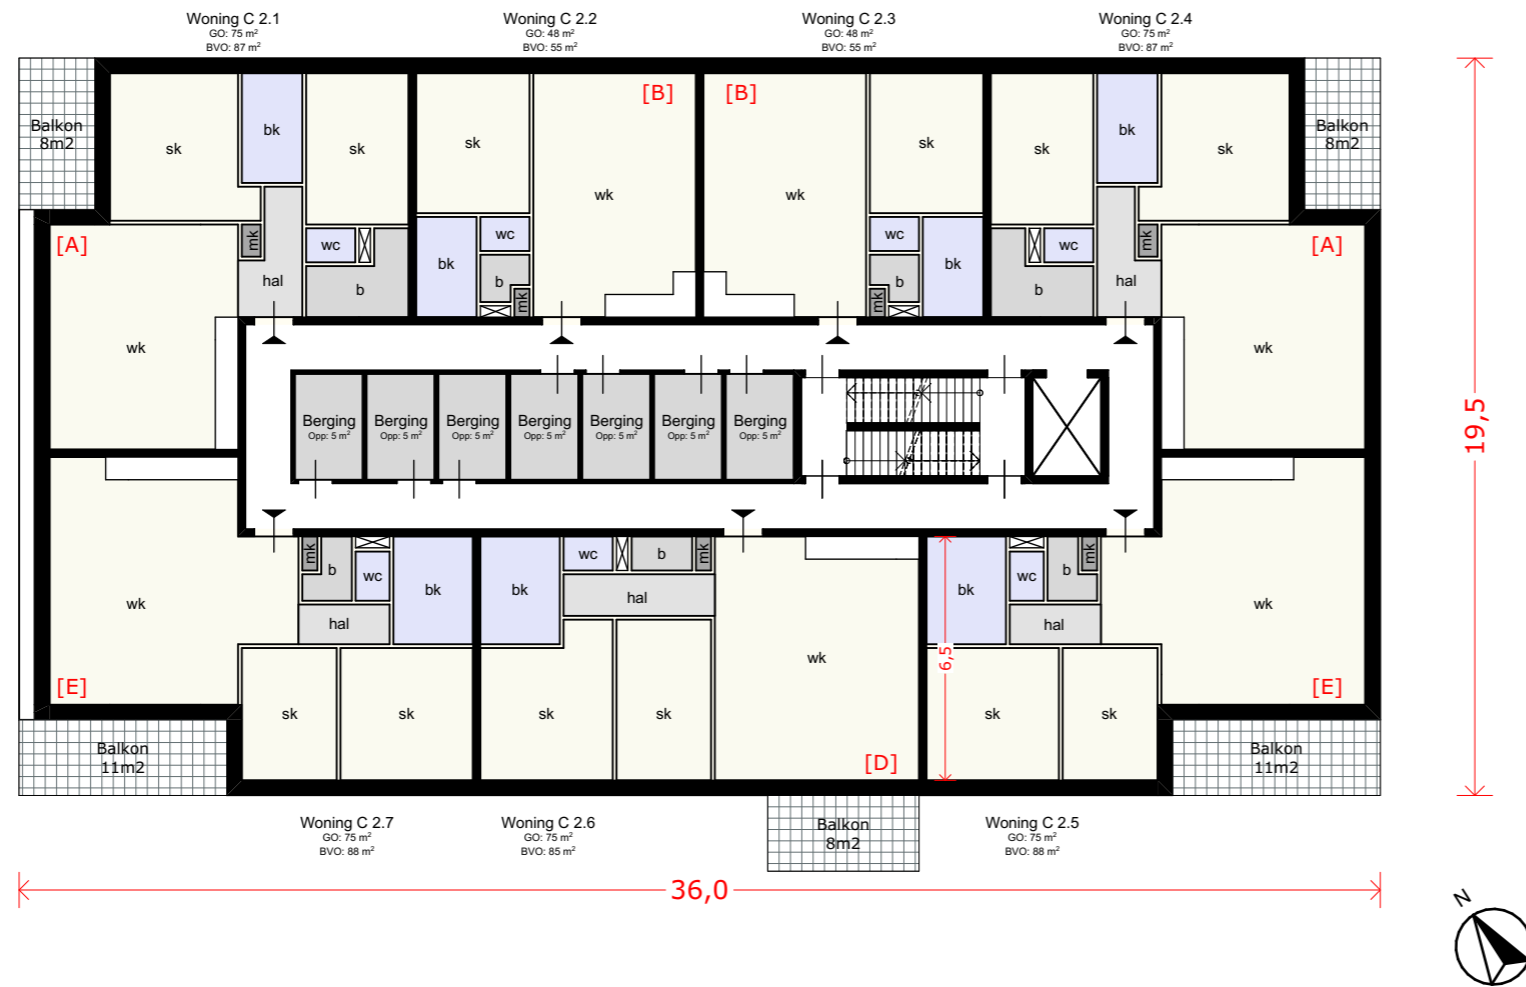 Woning C 2.1
GO: 75 m²
BVO: 87 m²
Woning C 2.2
GO: 48 m²
BVO: 55 m²
Woning C 2.3
GO: 48 m²
BVO: 55 m²
Woning C 2.4
GO: 75 m²
BVO: 87 m²
Balkon
8m2
sk
bk
sk
sk
[B]
wk
[B]
wk
sk
sk
bk
sk
Balkon
8m2
[A]
mk
wc
hal
b
wk
bk
wc
b
mk
wc
b
mk
bk
wc
b
mk
hal
[A]
wk
Berging
Opp: 5 m²
Berging
Opp: 5 m²
Berging
Opp: 5 m²
Berging
Opp: 5 m²
Berging
Opp: 5 m²
Berging
Opp: 5 m²
Berging
Opp: 5 m²
19,5
wk
[E]
mk
b
wc
bk
hal
sk
sk
bk
wc
b
mk
hal
sk
sk
wk
[D]
bk
wc
b
mk
hal
6,5
sk
sk
wk
[E]
Balkon
11m2
Balkon
11m2
Woning C 2.7
GO: 75 m²
BVO: 88 m²
Woning C 2.6
GO: 75 m²
BVO: 85 m²
Balkon
8m2
Woning C 2.5
GO: 75 m²
BVO: 88 m²
36,0
N